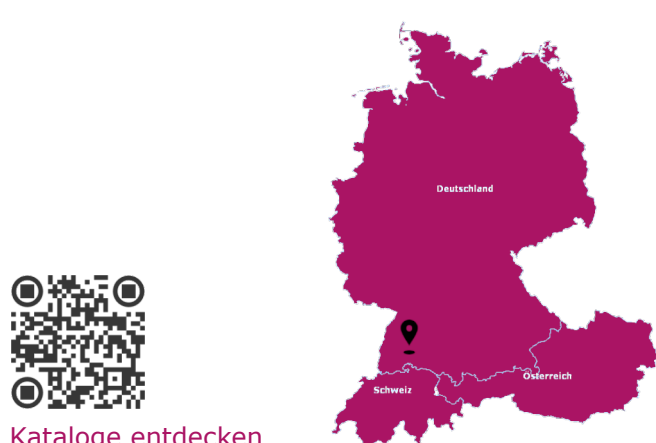 Deutschland
Österreich
Schweiz
Kataloge entdecken